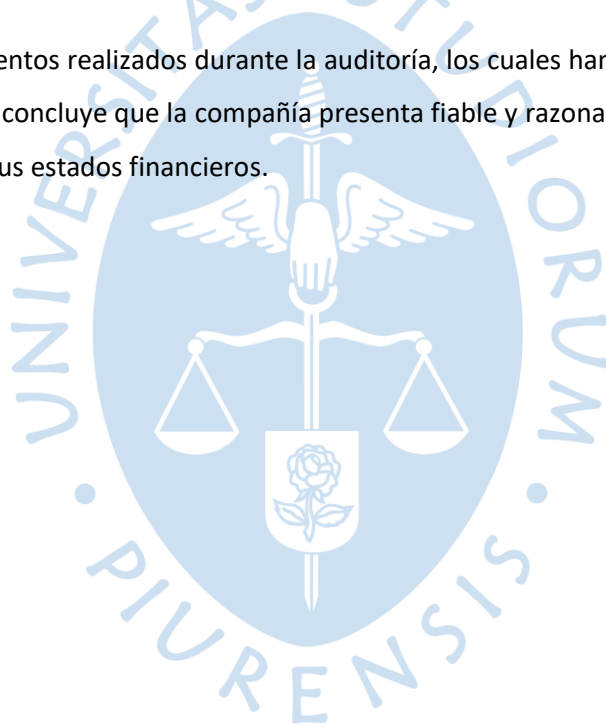 entos realizados durante la auditoría, los cuales har
concluye que la compañía presenta fiable y razona
us estados financieros.
UNIVERSITAS STUDIORUM
• PIURENSIS •